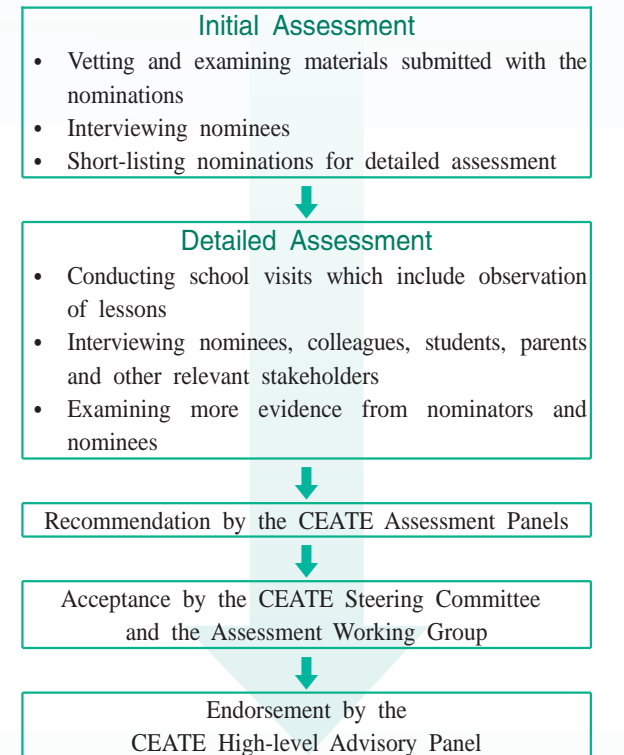 Initial Assessment
• Vetting and examining materials submitted with the
nominations
• Interviewing nominees
• Short-listing nominations for detailed assessment
Detailed Assessment
• Conducting school visits which include observation
of lessons
• Interviewing nominees, colleagues, students, parents
and other relevant stakeholders
• Examining more evidence from nominators and
nominees
Recommendation by the CEATE Assessment Panels
Acceptance by the CEATE Steering Committee
and the Assessment Working Group
Endorsement by the
CEATE High-level Advisory Panel